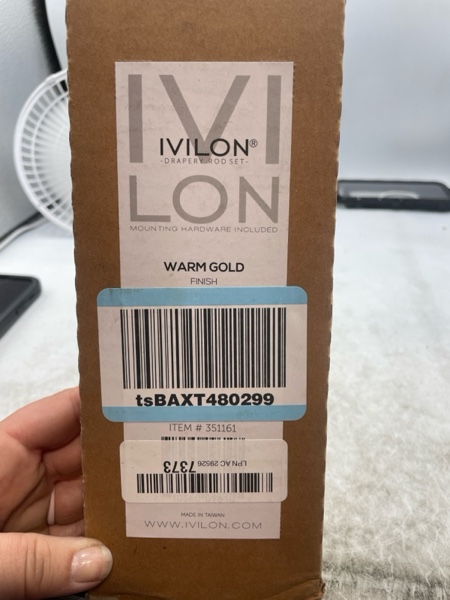 IVI
IVILON®
-DRAPERY ROD SET-
LON
MOUNTING HARDWARE INCLUDED
WARM GOLD
FINISH
tsBAXT480299
ITEM # 351161
LPN AC 29526 7373
MADE IN TAIWAN
WWW.IVILON.COM